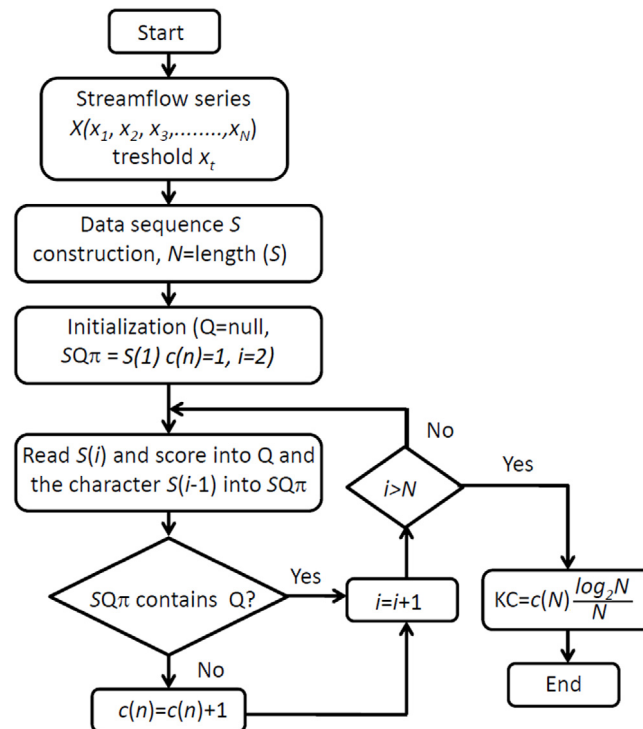 Start
Streamflow series
X(x₁, x₂, x₃,........,x_N)
treshold x_t
Data sequence S
construction, N=length (S)
Initialization (Q=null,
SQπ = S(1) c(n)=1, i=2)
Read S(i) and score into Q and
the character S(i-1) into SQπ
SQπ contains Q?
Yes
No
c(n)=c(n)+1
i=i+1
i>N
No
Yes
KC=c(N) log₂N/N
End